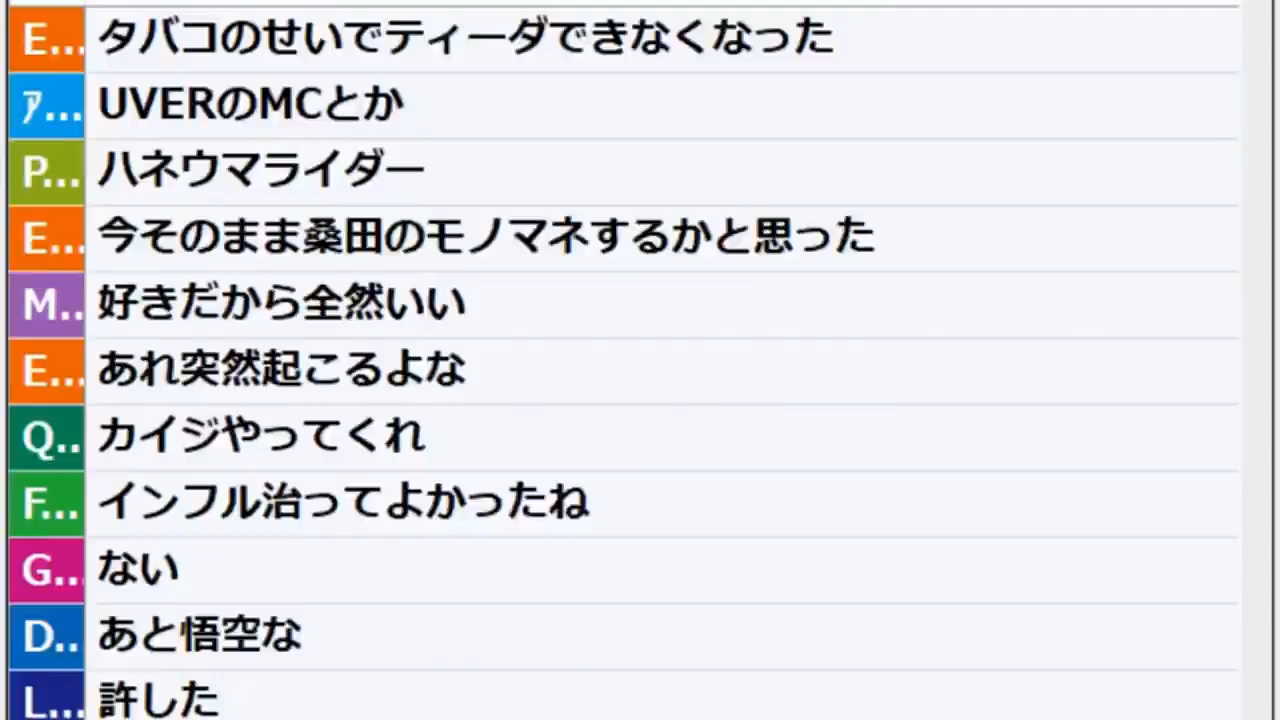 E... タバコのせいでティーダできなくなった
ｱ... UVERのMCとか
P... ハネウマライダー
E... 今そのまま桑田のモノマネするかと思った
M.. 好きだから全然いい
E... あれ突然起こるよな
Q.. カイジやってくれ
F... インフル治ってよかったね
G... ない
D.. あと悟空な
L... 許した